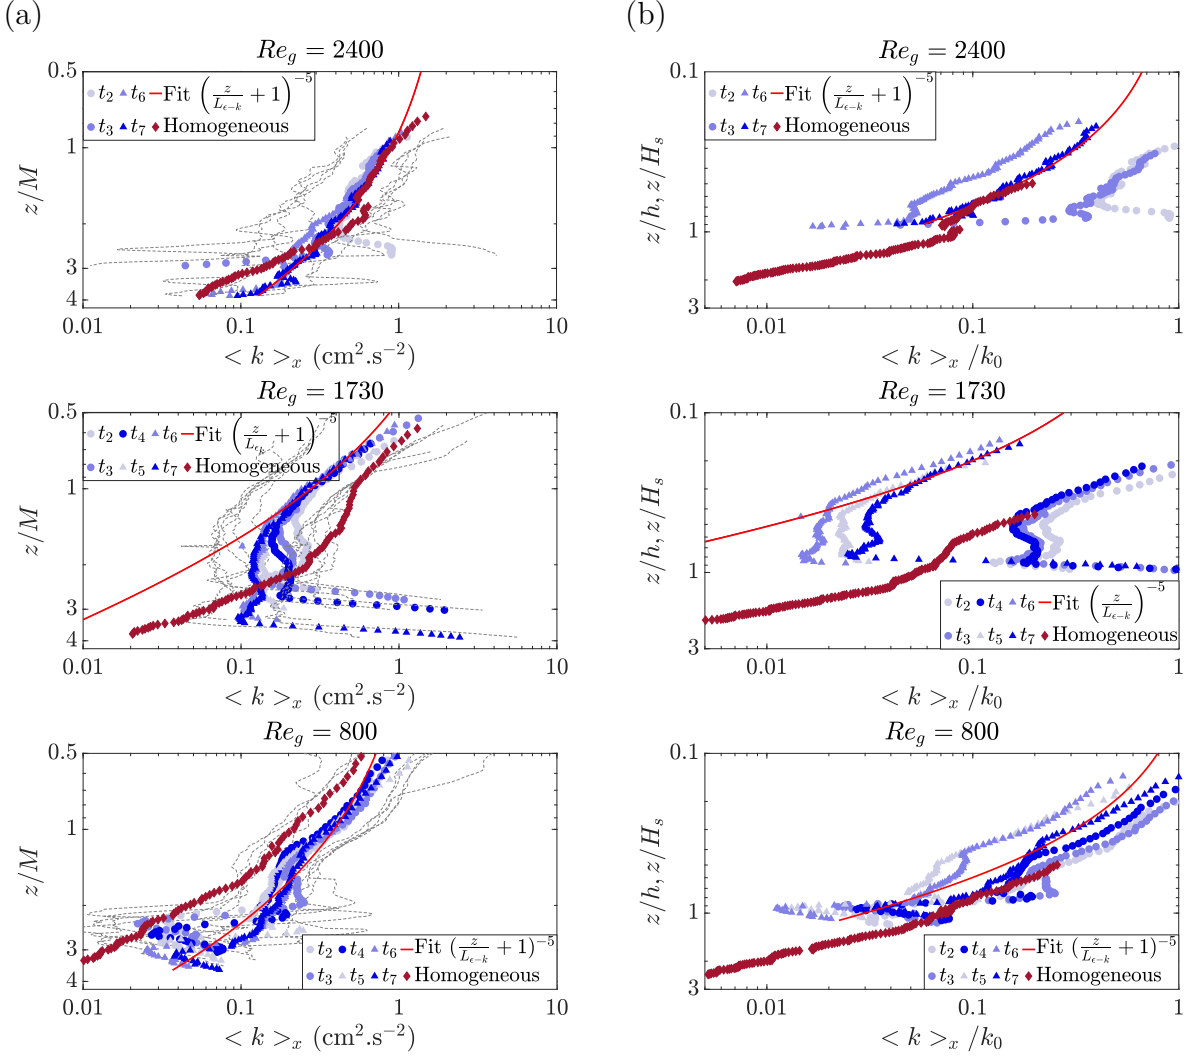 (a)
Re_g = 2400
0.5
1
3
4
z/M
t_2 t_6 Fit (z/L_{ϵ−k} + 1)^{−5}
t_3 t_7 Homogeneous
0.01 0.1 1 10
< k >_x (cm².s⁻²)
(b)
Re_g = 2400
0.1
1
3
z/h, z/H_s
t_2 t_6 Fit (z/L_{ϵ−k} + 1)^{−5}
t_3 t_7 Homogeneous
0.01 0.1 1
< k >_x /k_0
Re_g = 1730
0.5
1
3
4
z/M
t_2 t_4 t_6 Fit (z/L_{ϵ_k} + 1)^{−5}
t_3 t_5 t_7 Homogeneous
0.01 0.1 1 10
< k >_x (cm².s⁻²)
Re_g = 1730
0.1
1
3
z/h, z/H_s
t_2 t_4 t_6 Fit (z/L_{ϵ−k})^{−5}
t_3 t_5 t_7 Homogeneous
0.01 0.1 1
< k >_x /k_0
Re_g = 800
0.5
1
3
4
z/M
t_2 t_4 t_6 Fit (z/L_{ϵ−k} + 1)^{−5}
t_3 t_5 t_7 Homogeneous
0.01 0.1 1 10
< k >_x (cm².s⁻²)
Re_g = 800
0.1
1
3
z/h, z/H_s
t_2 t_4 t_6 Fit (z/L_{ϵ−k} + 1)^{−5}
t_3 t_5 t_7 Homogeneous
0.01 0.1 1
< k >_x /k_0